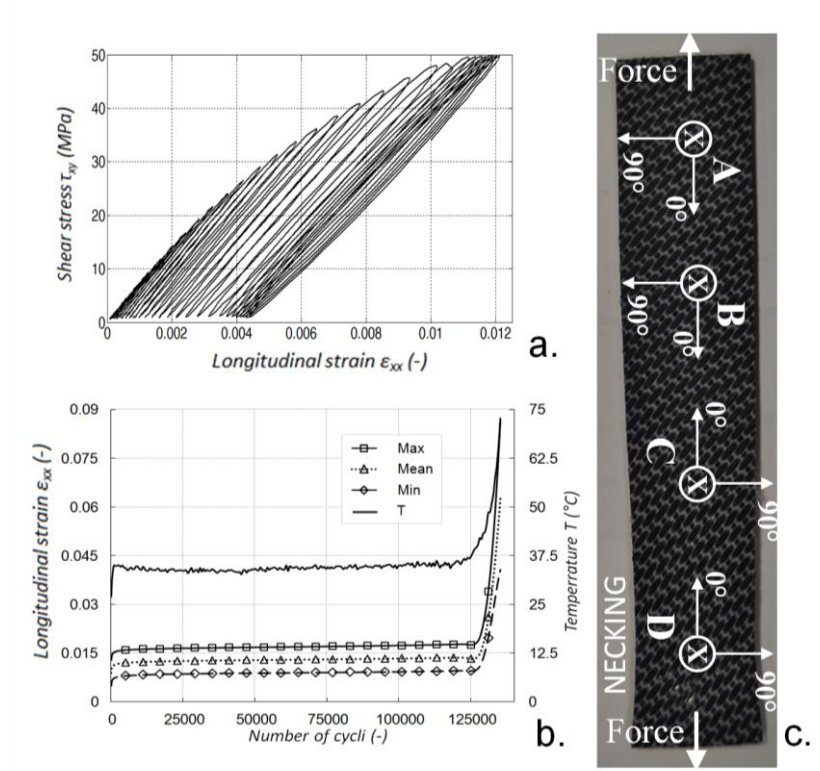 50
40
30
20
10
0
Shear stress τxy (MPa)
0
0.002
0.004
0.006
0.008
0.01
0.012
Longitudinal strain εxx (-)
a.
0.09
0.075
0.06
0.045
0.03
0.015
0
Longitudinal strain εxx (-)
Max
Mean
Min
T
75
62.5
50
37.5
25
12.5
0
Temperrature T (°C)
0
25000
50000
75000
100000
125000
Number of cycli (-)
b.
Force
X
A
90°
0°
X
B
90°
0°
0°
C
X
90°
0°
D
X
90°
NECKING
Force
c.